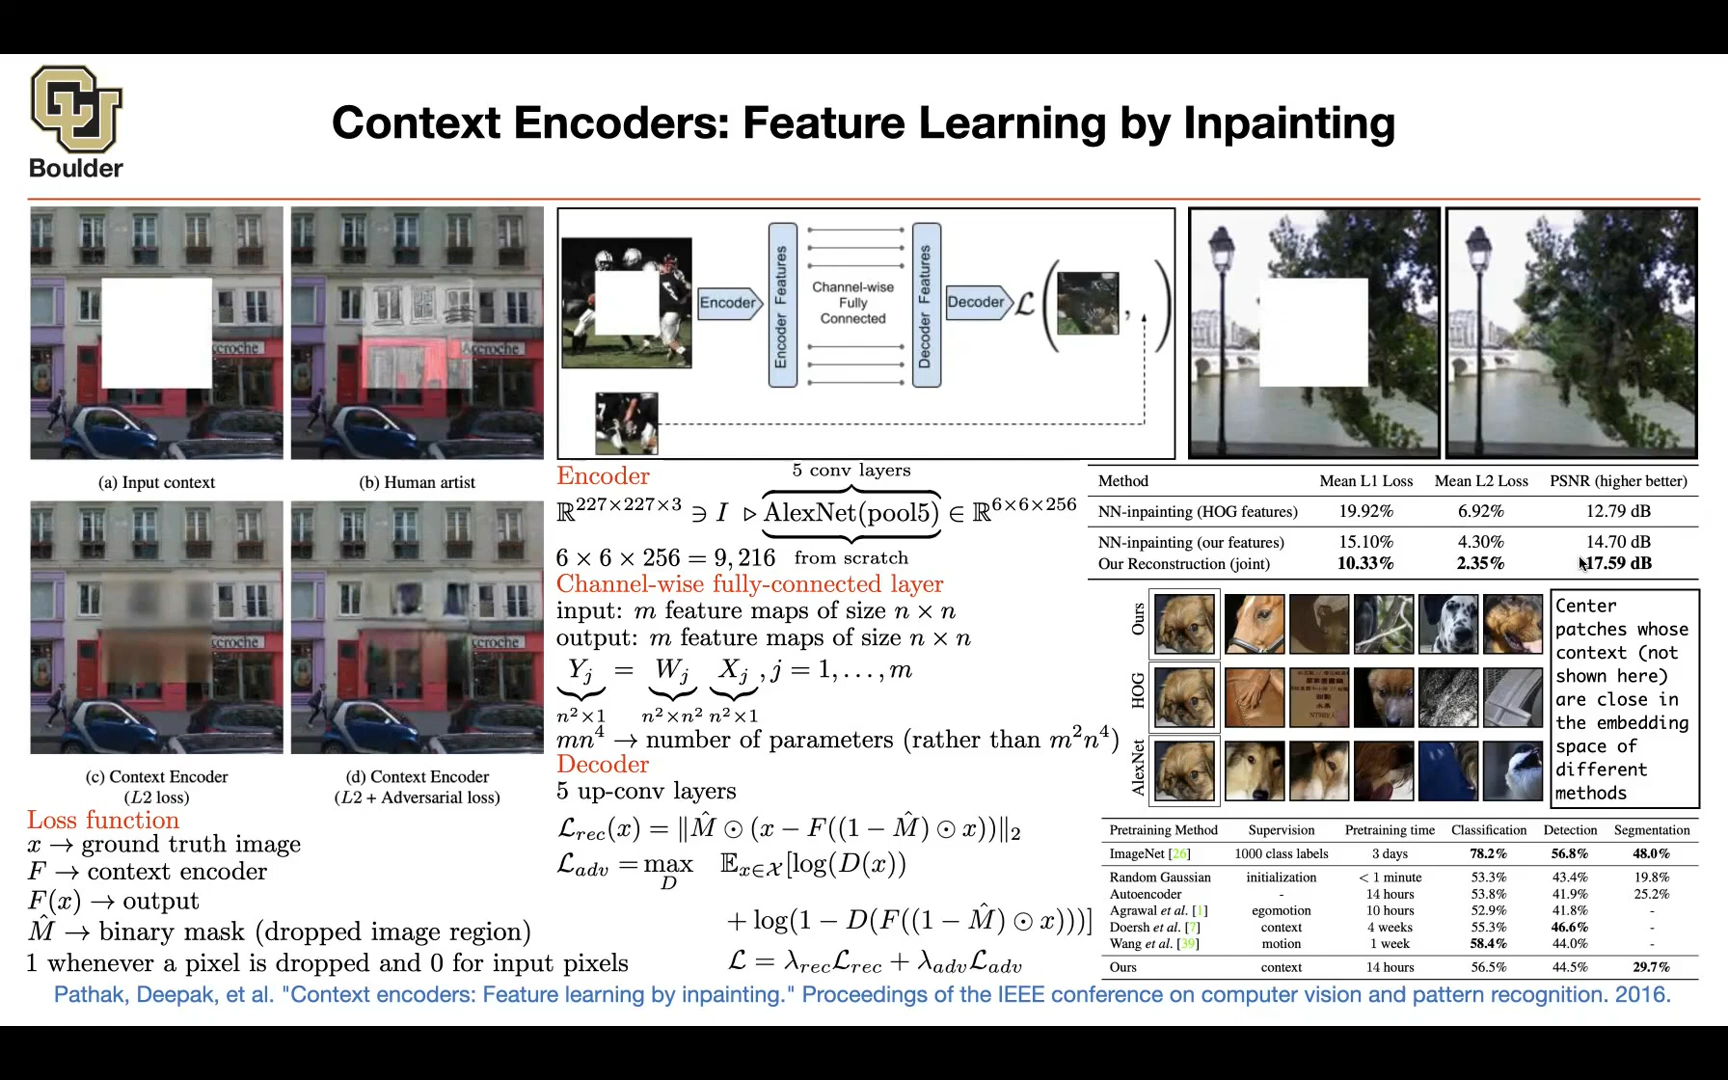 Boulder
Context Encoders: Feature Learning by Inpainting
(a) Input context
(b) Human artist
(c) Context Encoder
(L2 loss)
(d) Context Encoder
(L2 + Adversarial loss)
Loss function
x → ground truth image
F → context encoder
F(x) → output
M̂ → binary mask (dropped image region)
1 whenever a pixel is dropped and 0 for input pixels
Encoder
Encoder Features
Channel-wise
Fully
Connected
Decoder Features
Decoder
ℒ( , )
Encoder
5 conv layers
ℝ^{227×227×3} ∋ I ▷ AlexNet(pool5) ∈ ℝ^{6×6×256}
6 × 6 × 256 = 9,216 from scratch
Channel-wise fully-connected layer
input: m feature maps of size n × n
output: m feature maps of size n × n
Y_j = W_j X_j, j = 1, . . . , m
n²×1 n²×n² n²×1
mn⁴ → number of parameters (rather than m²n⁴)
Decoder
5 up-conv layers
ℒ_{rec}(x) = ‖M̂ ⊙ (x − F((1 − M̂) ⊙ x))‖₂
ℒ_{adv} = max_D 𝔼_{x∈𝒳}[log(D(x))
+ log(1 − D(F((1 − M̂) ⊙ x)))]
ℒ = λ_{rec}ℒ_{rec} + λ_{adv}ℒ_{adv}
Method Mean L1 Loss Mean L2 Loss PSNR (higher better)
NN-inpainting (HOG features) 19.92% 6.92% 12.79 dB
NN-inpainting (our features) 15.10% 4.30% 14.70 dB
Our Reconstruction (joint) 10.33% 2.35% 17.59 dB
Ours
HOG
AlexNet
Center
patches whose
context (not
shown here)
are close in
the embedding
space of
different
methods
Pretraining Method Supervision Pretraining time Classification Detection Segmentation
ImageNet [26] 1000 class labels 3 days 78.2% 56.8% 48.0%
Random Gaussian initialization < 1 minute 53.3% 43.4% 19.8%
Autoencoder - 14 hours 53.8% 41.9% 25.2%
Agrawal et al. [1] egomotion 10 hours 52.9% 41.8% -
Doersh et al. [7] context 4 weeks 55.3% 46.6% -
Wang et al. [39] motion 1 week 58.4% 44.0% -
Ours context 14 hours 56.5% 44.5% 29.7%
Pathak, Deepak, et al. "Context encoders: Feature learning by inpainting." Proceedings of the IEEE conference on computer vision and pattern recognition. 2016.